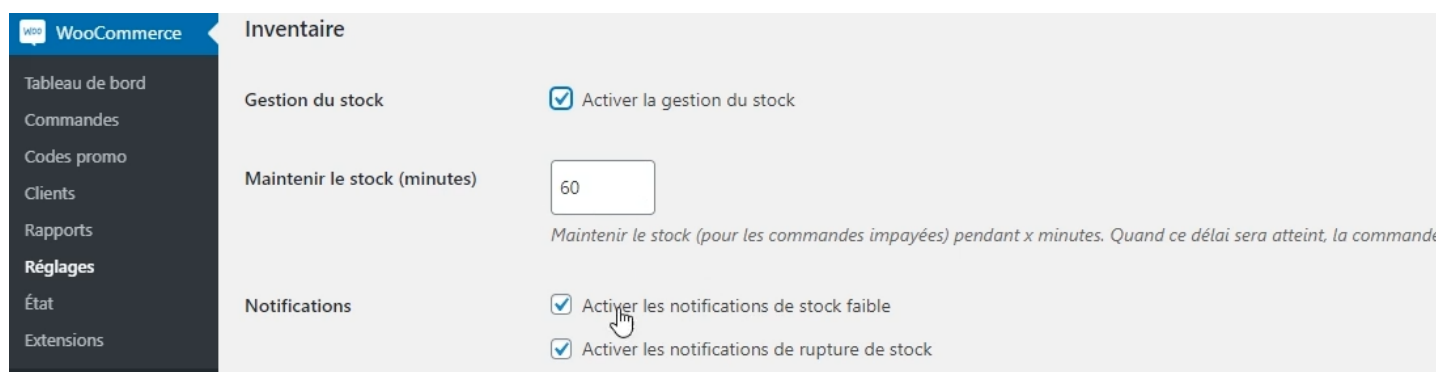 WOO WooCommerce
Tableau de bord
Commandes
Codes promo
Clients
Rapports
Réglages
État
Extensions
Inventaire
Gestion du stock
Activer la gestion du stock
Maintenir le stock (minutes)
60
Maintenir le stock (pour les commandes impayées) pendant x minutes. Quand ce délai sera atteint, la commande
Notifications
Activer les notifications de stock faible
Activer les notifications de rupture de stock